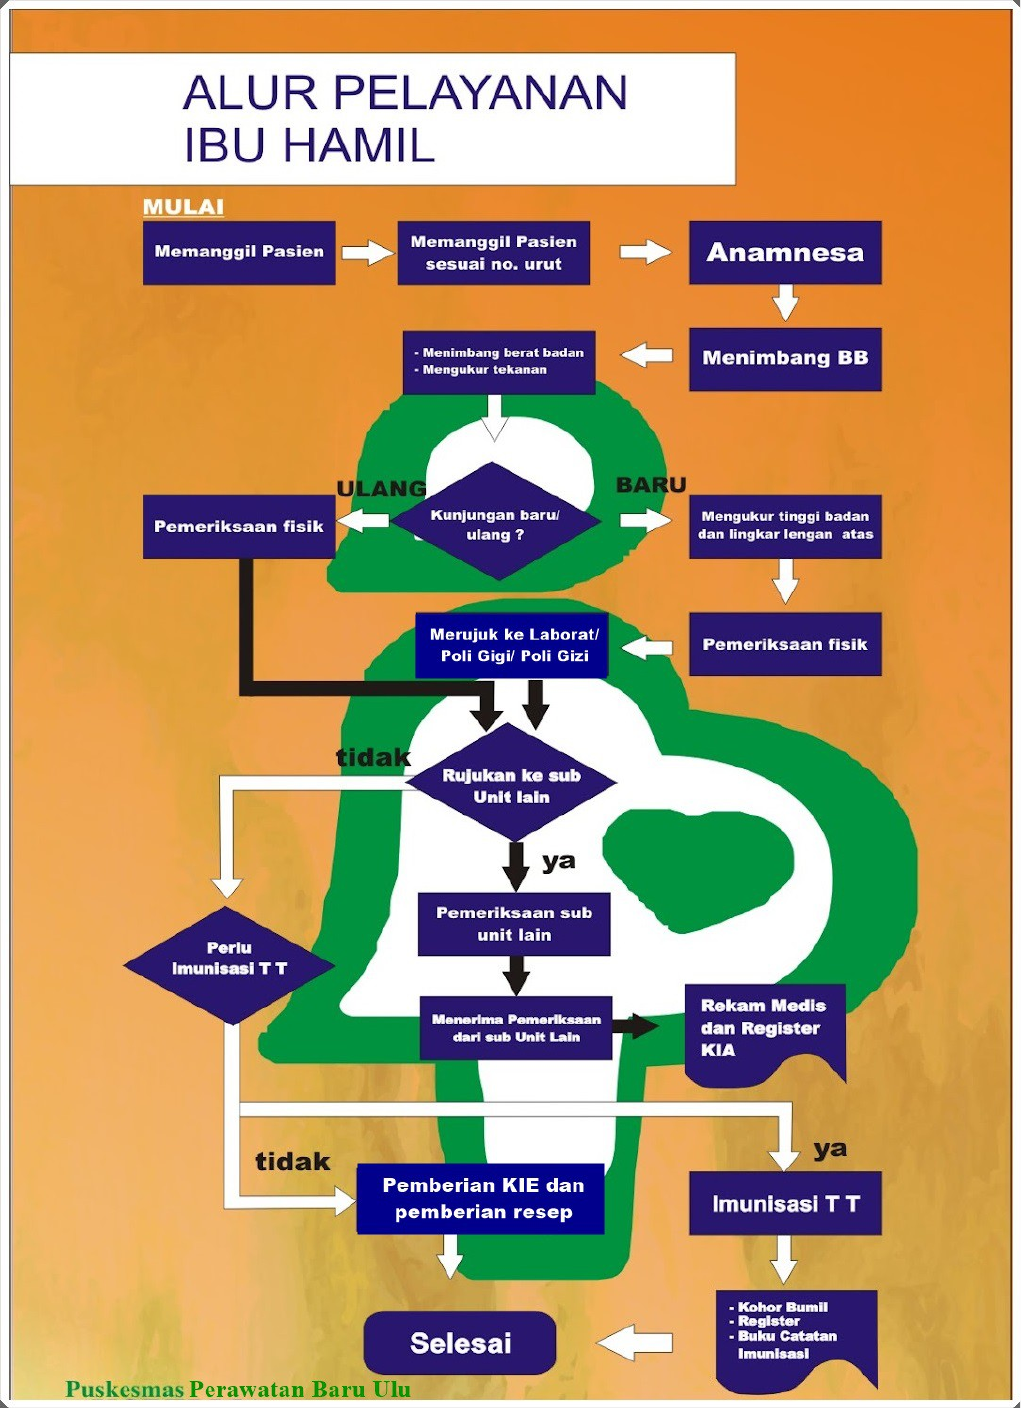 ALUR PELAYANAN
IBU HAMIL
MULAI
Memanggil Pasien
Memanggil Pasien
sesuai no. urut
Anamnesa
Menimbang BB
- Menimbang berat badan
- Mengukur tekanan
Kunjungan baru/
ulang ?
ULANG
BARU
Pemeriksaan fisik
Mengukur tinggi badan
dan lingkar lengan atas
Pemeriksaan fisik
Merujuk ke Laborat/
Poli Gigi/ Poli Gizi
Rujukan ke sub
Unit lain
tidak
ya
Pemeriksaan sub
unit lain
Perlu
Imunisasi T T
Menerima Pemeriksaan
dari sub Unit Lain
Rekam Medis
dan Register
KIA
tidak
ya
Pemberian KIE dan
pemberian resep
Imunisasi T T
- Kohor Bumil
- Register
- Buku Catatan
Imunisasi
Selesai
Puskesmas Perawatan Baru Ulu